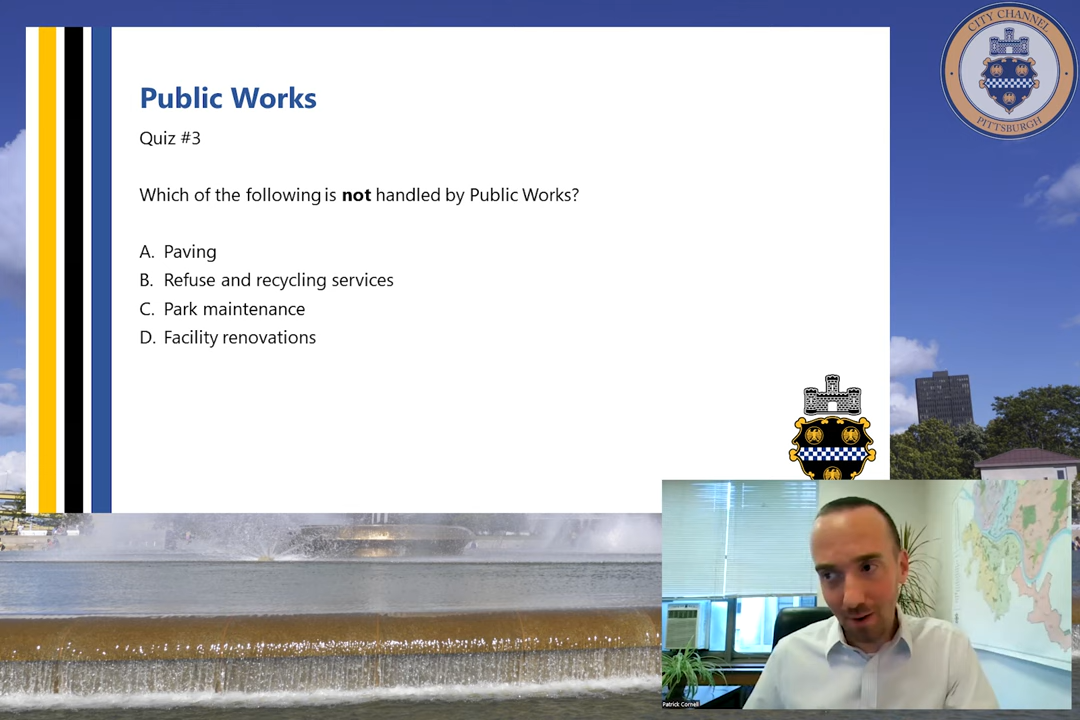 Public Works
Quiz #3
Which of the following is not handled by Public Works?
A. Paving
B. Refuse and recycling services
C. Park maintenance
D. Facility renovations
CITY CHANNEL
PITTSBURGH
Patrick Cornell